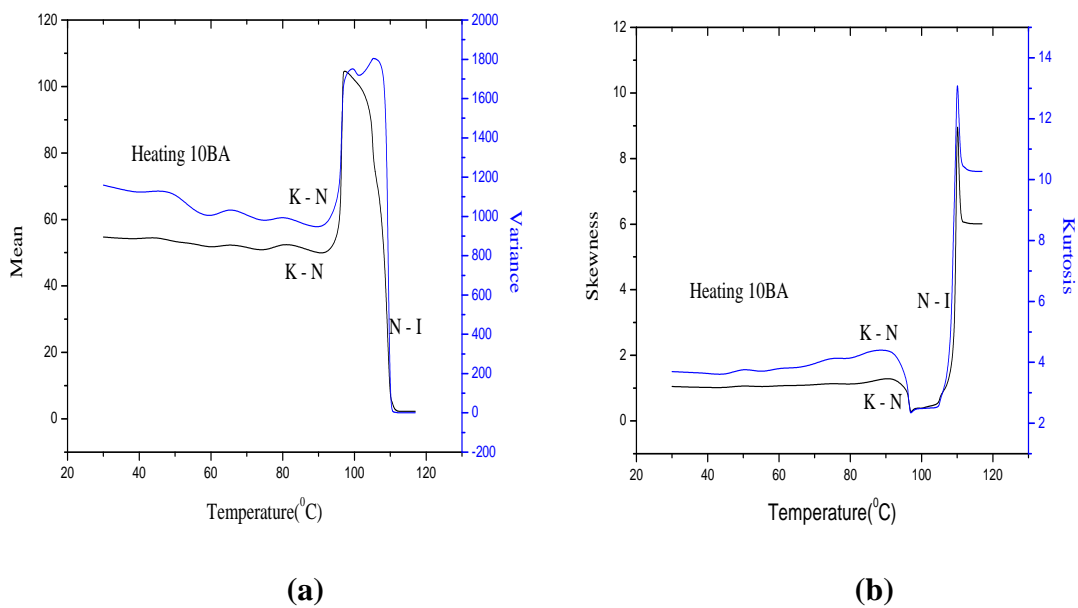 120
100
80
60
40
20
0
Mean
2000
1800
1600
1400
1200
1000
800
600
400
200
0
-200
Variance
Heating 10BA
K - N
K - N
N - I
20
40
60
80
100
120
Temperature(⁰C)
(a)
12
10
8
6
4
2
0
Skewness
14
12
10
8
6
4
2
Kurtosis
Heating 10BA
N - I
K - N
K - N
20
40
60
80
100
120
Temperature(⁰C)
(b)